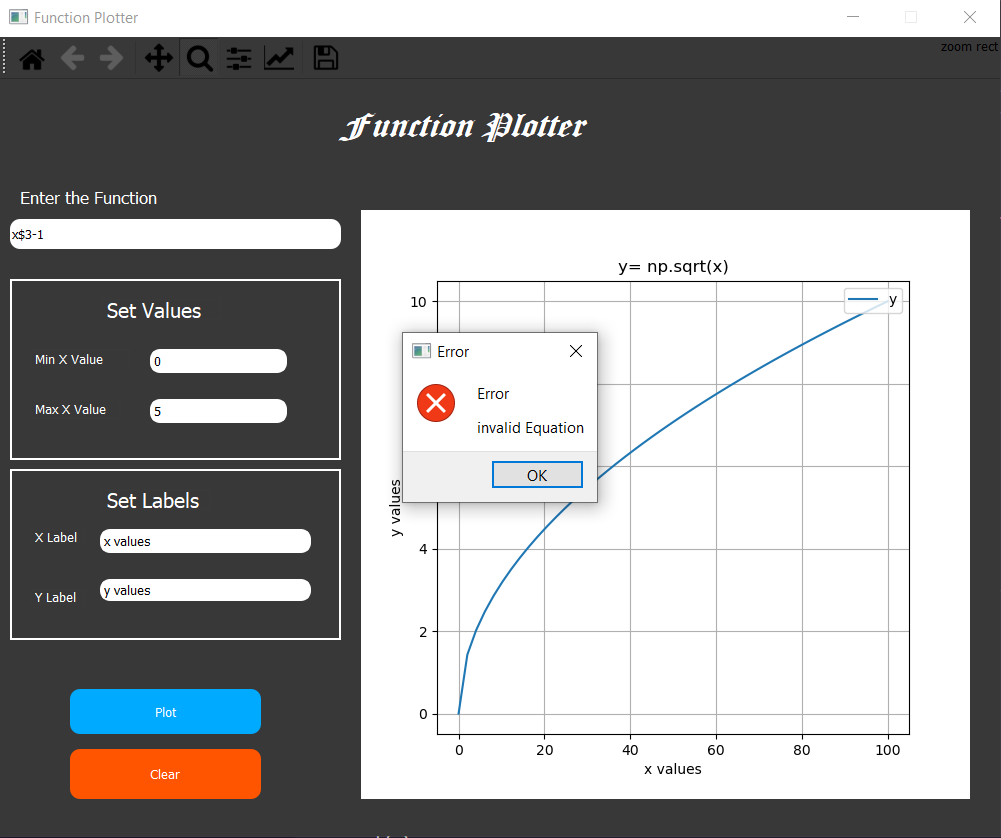 Function Plotter
zoom rect
Function Plotter
Enter the Function
x$3-1
Set Values
Min X Value 0
Max X Value 5
Set Labels
X Label x values
Y Label y values
Plot
Clear
y= np.sqrt(x)
y
10
4
2
0
y values
0 20 40 60 80 100
x values
Error
Error
invalid Equation
OK